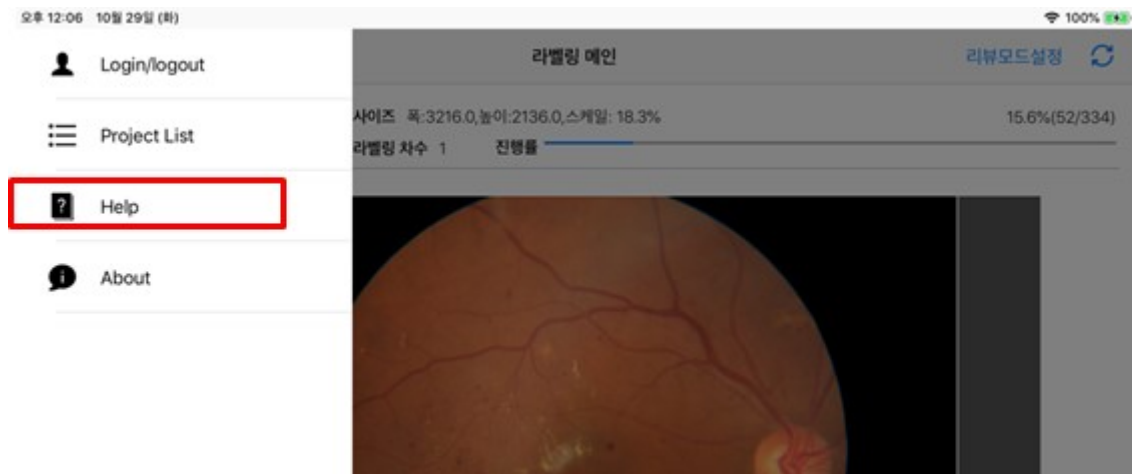 오후 12:06 10월 29일 (화) 100%
Login/logout
Project List
Help
About
라벨링 메인 리뷰모드설정
사이즈 폭:3216.0,높이:2136.0,스케일: 18.3% 15.6%(52/334)
라벨링 차수 1 진행률